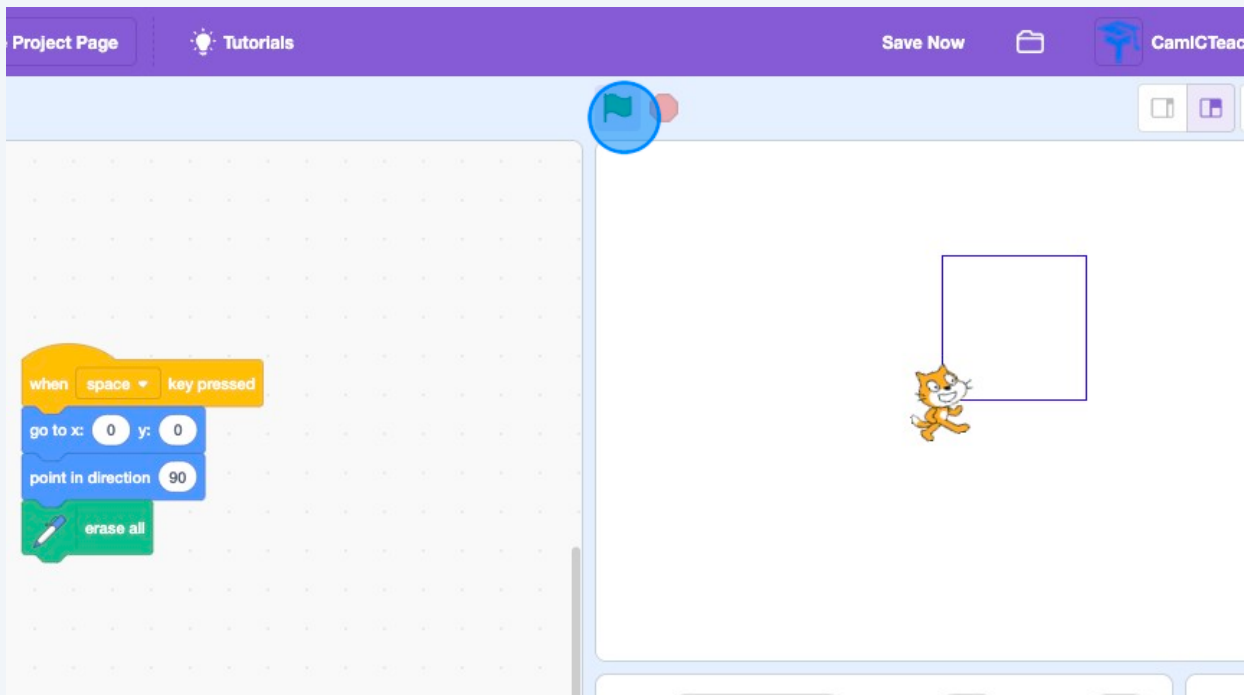 Project Page
Tutorials
Save Now
CamICTeac
when space key pressed
go to x: 0 y: 0
point in direction 90
erase all